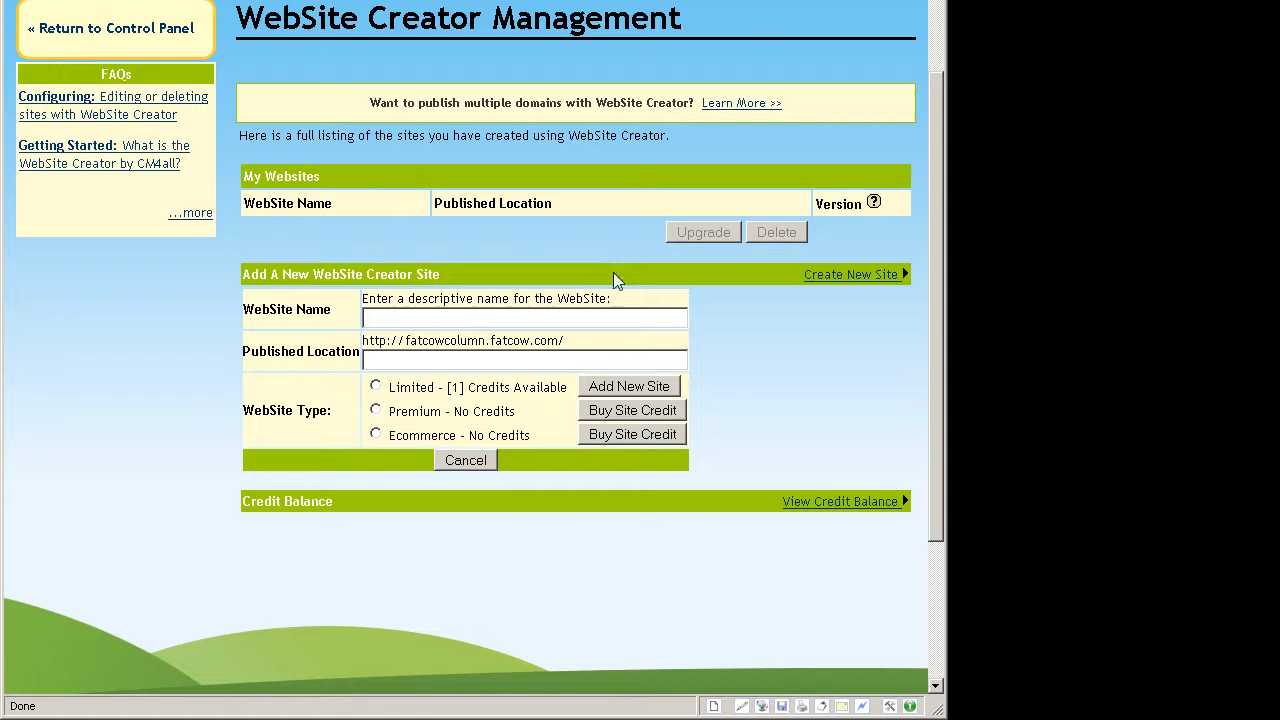 WebSite Creator Management
« Return to Control Panel
FAQs
Configuring: Editing or deleting
sites with WebSite Creator
Getting Started: What is the
WebSite Creator by CM4all?
...more
Want to publish multiple domains with WebSite Creator? Learn More >>
Here is a full listing of the sites you have created using WebSite Creator.
My Websites
WebSite Name Published Location Version ?
Upgrade Delete
Add A New WebSite Creator Site Create New Site
WebSite Name Enter a descriptive name for the WebSite:
Published Location http://fatcowcolumn.fatcow.com/
WebSite Type:
Limited - [1] Credits Available Add New Site
Premium - No Credits Buy Site Credit
Ecommerce - No Credits Buy Site Credit
Cancel
Credit Balance View Credit Balance
Done